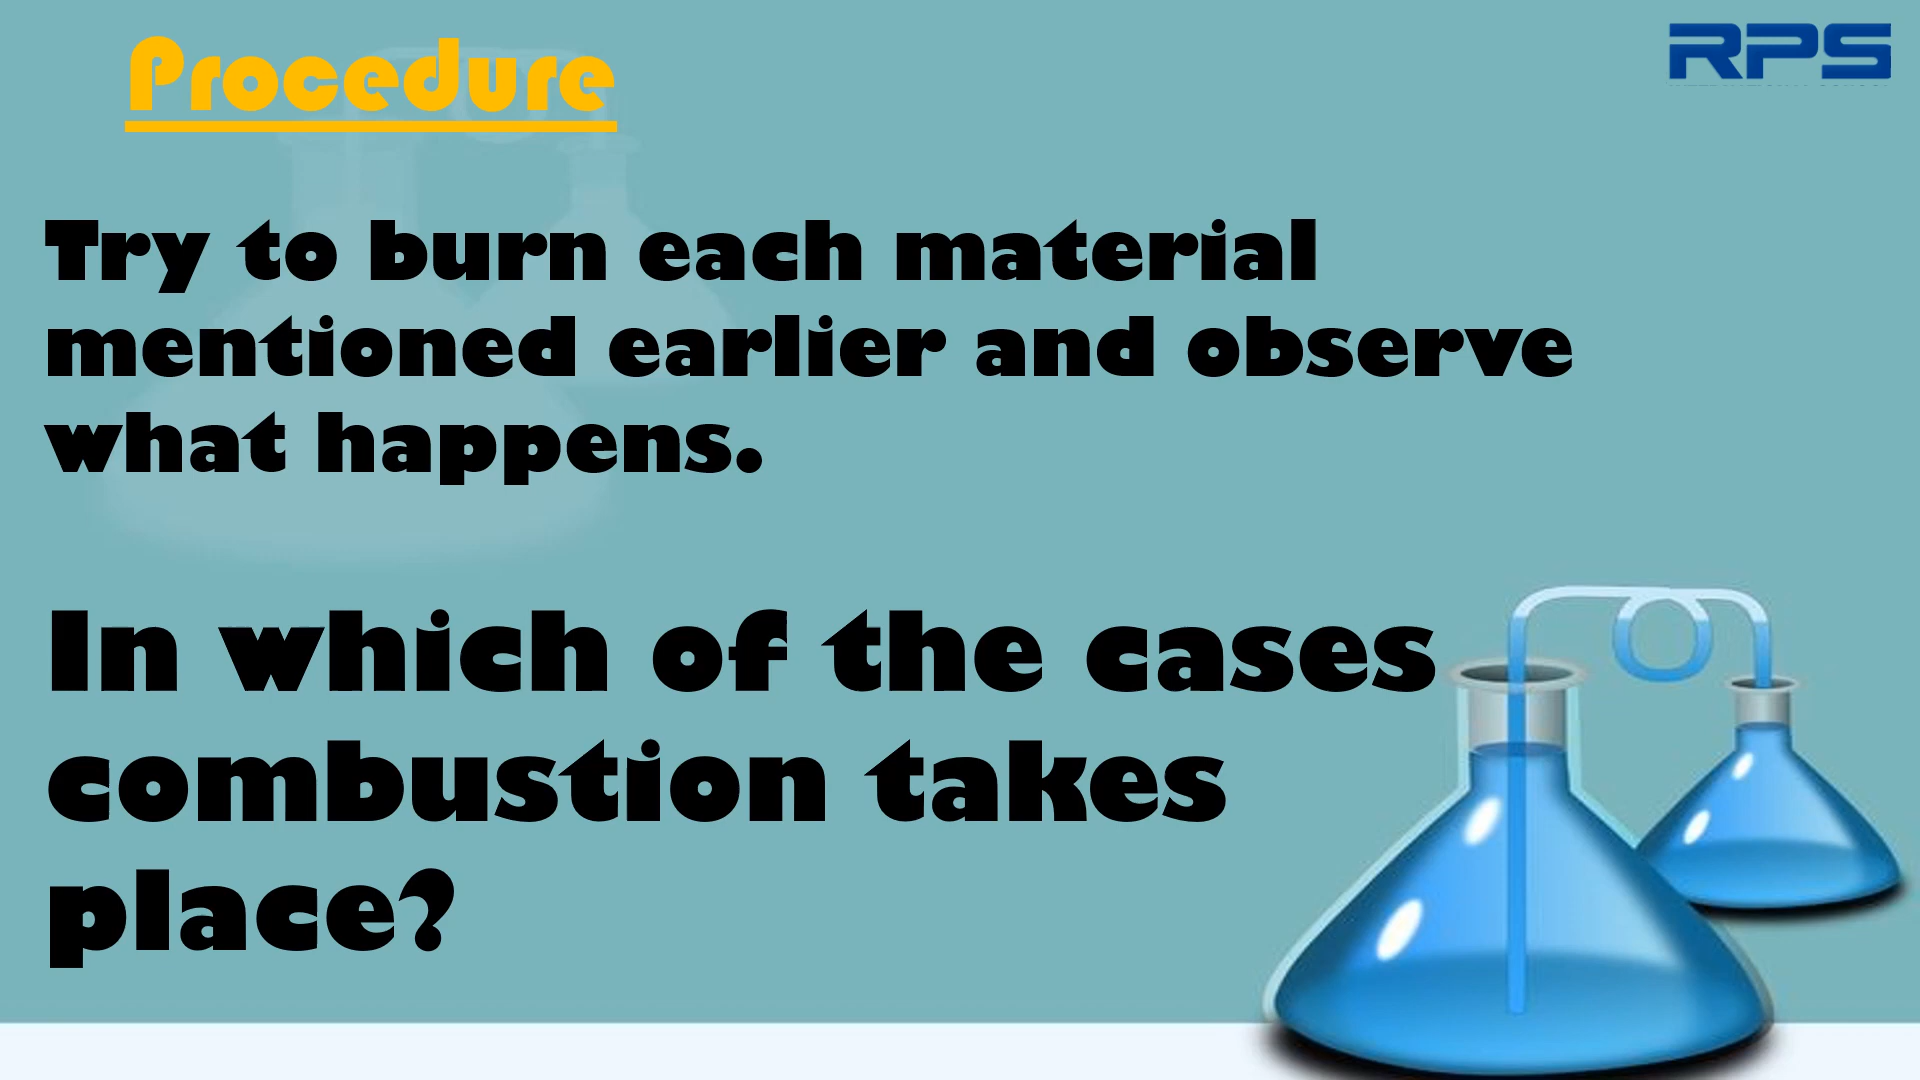 Procedure
RPS
Try to burn each material
mentioned earlier and observe
what happens.
In which of the cases
combustion takes
place?